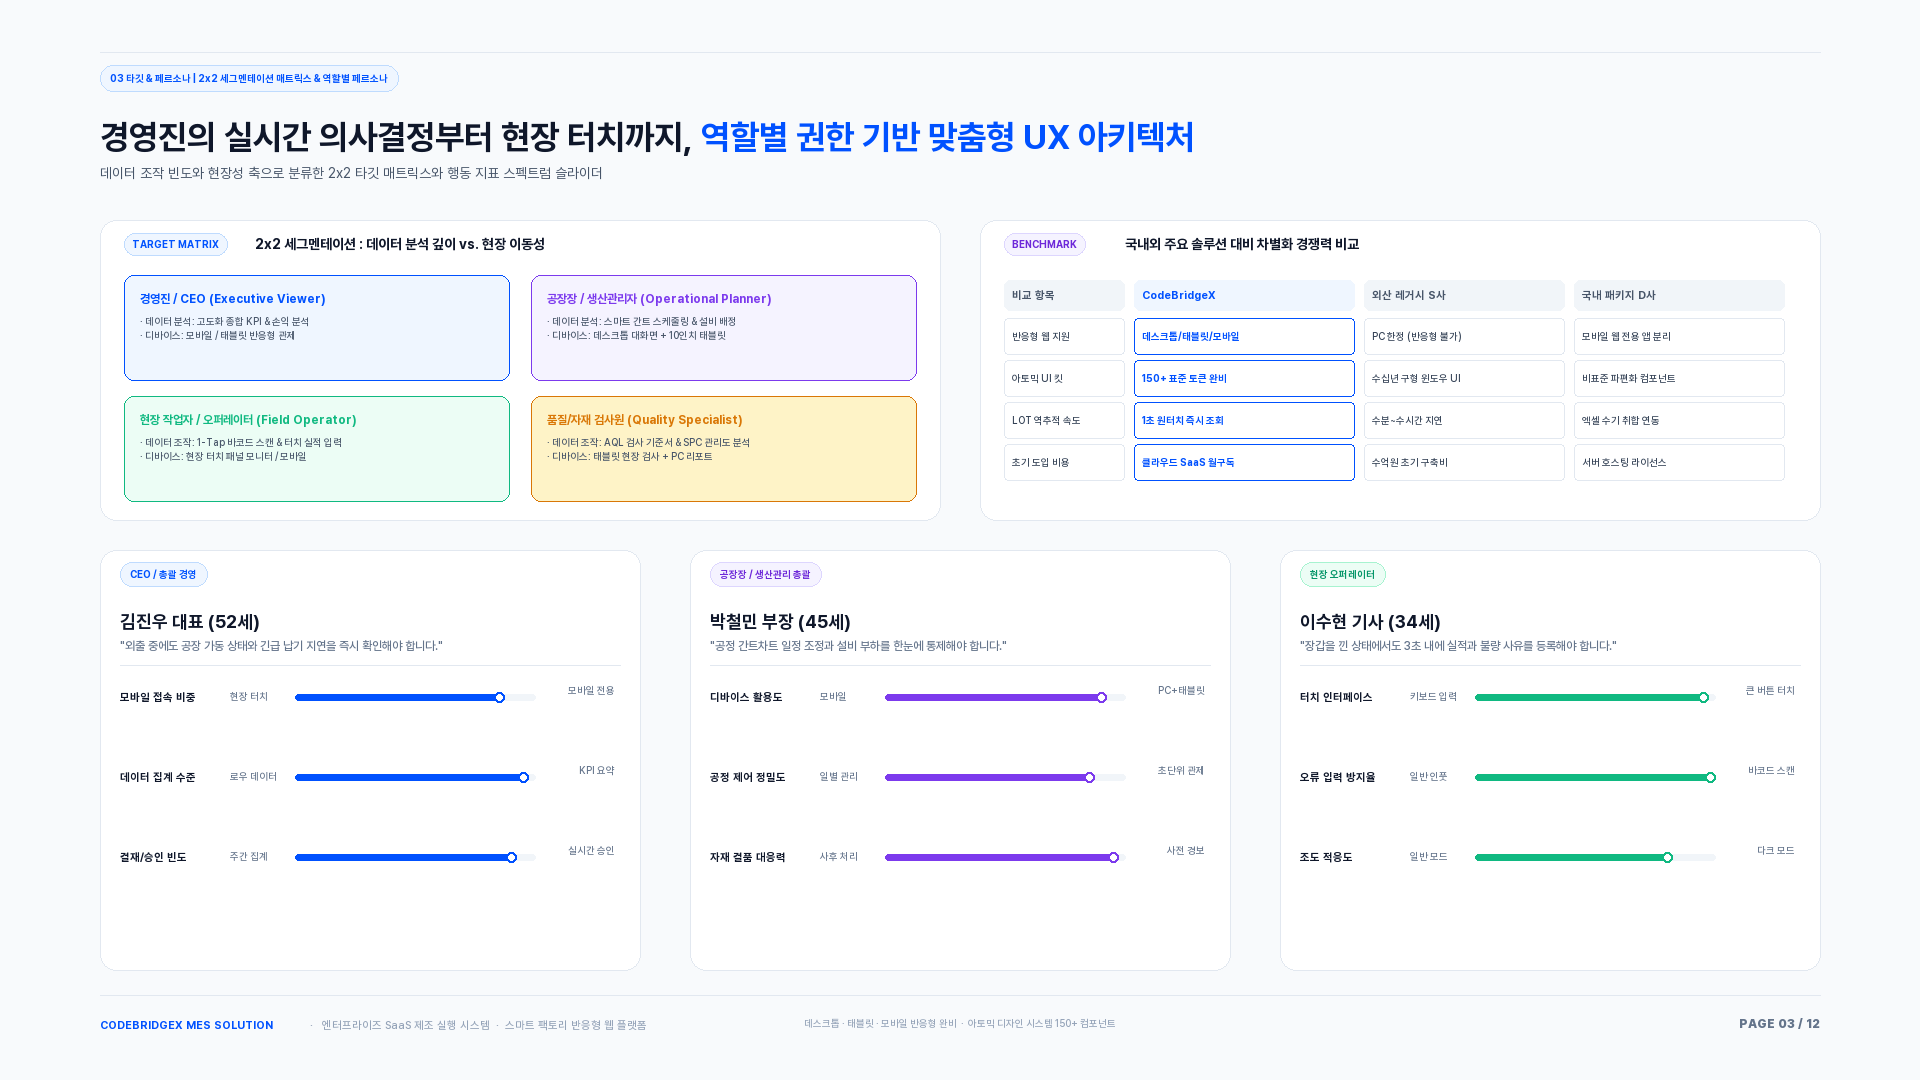 03 타깃 & 페르소나 | 2x2 세그멘테이션 매트릭스 & 역할별 페르소나
경영진의 실시간 의사결정부터 현장 터치까지, 역할별 권한 기반 맞춤형 UX 아키텍처
데이터 조작 빈도와 현장성 축으로 분류한 2x2 타깃 매트릭스와 행동 지표 스펙트럼 슬라이더
TARGET MATRIX
2x2 세그멘테이션 : 데이터 분석 깊이 vs. 현장 이동성
경영진 / CEO (Executive Viewer)
· 데이터 분석: 고도화 종합 KPI & 손익 분석
· 디바이스: 모바일 / 태블릿 반응형 관제
공장장 / 생산관리자 (Operational Planner)
· 데이터 분석: 스마트 간트 스케줄링 & 설비 배정
· 디바이스: 데스크톱 대화면 + 10인치 태블릿
현장 작업자 / 오퍼레이터 (Field Operator)
· 데이터 조작: 1-Tap 바코드 스캔 & 터치 실적 입력
· 디바이스: 현장 터치 패널 모니터 / 모바일
품질/자재 검사원 (Quality Specialist)
· 데이터 조작: AQL 검사 기준서 & SPC 관리도 분석
· 디바이스: 태블릿 현장 검사 + PC 리포트
BENCHMARK
국내외 주요 솔루션 대비 차별화 경쟁력 비교
비교 항목
CodeBridgeX
외산 레거시 S사
국내 패키지 D사
반응형 웹 지원
데스크톱/태블릿/모바일
PC 한정 (반응형 불가)
모바일 웹 전용 앱 분리
아토믹 UI 킷
150+ 표준 토큰 완비
수십년 구형 윈도우 UI
비표준 파편화 컴포넌트
LOT 역추적 속도
1초 원터치 즉시 조회
수분~수시간 지연
엑셀 수기 취합 연동
초기 도입 비용
클라우드 SaaS 월구독
수억원 초기 구축비
서버 호스팅 라이선스
CEO / 총괄 경영
김진우 대표 (52세)
"외출 중에도 공장 가동 상태와 긴급 납기 지연을 즉시 확인해야 합니다."
모바일 접속 비중
현장 터치
모바일 전용
데이터 집계 수준
로우 데이터
KPI 요약
결재/승인 빈도
주간 집계
실시간 승인
공장장 / 생산관리 총괄
박철민 부장 (45세)
"공정 간트차트 일정 조정과 설비 부하를 한눈에 통제해야 합니다."
디바이스 활용도
모바일
PC+태블릿
공정 제어 정밀도
일별 관리
초단위 관제
자재 결품 대응력
사후 처리
사전 경보
현장 오퍼레이터
이수현 기사 (34세)
"장갑을 낀 상태에서도 3초 내에 실적과 불량 사유를 등록해야 합니다."
터치 인터페이스
키보드 입력
큰 버튼 터치
오류 입력 방지율
일반 인풋
바코드 스캔
조도 적응도
일반 모드
다크 모드
CODEBRIDGEX MES SOLUTION
· 엔터프라이즈 SaaS 제조 실행 시스템 · 스마트 팩토리 반응형 웹 플랫폼
데스크톱 · 태블릿 · 모바일 반응형 완비 · 아토믹 디자인 시스템 150+ 컴포넌트
PAGE 03 / 12